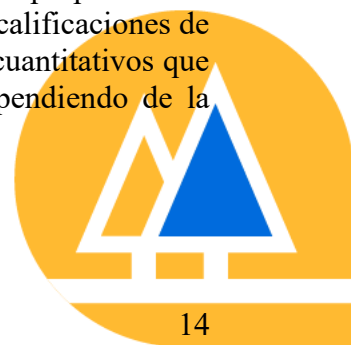 calificaciones de
cuantitativos que
pendiendo de la
14